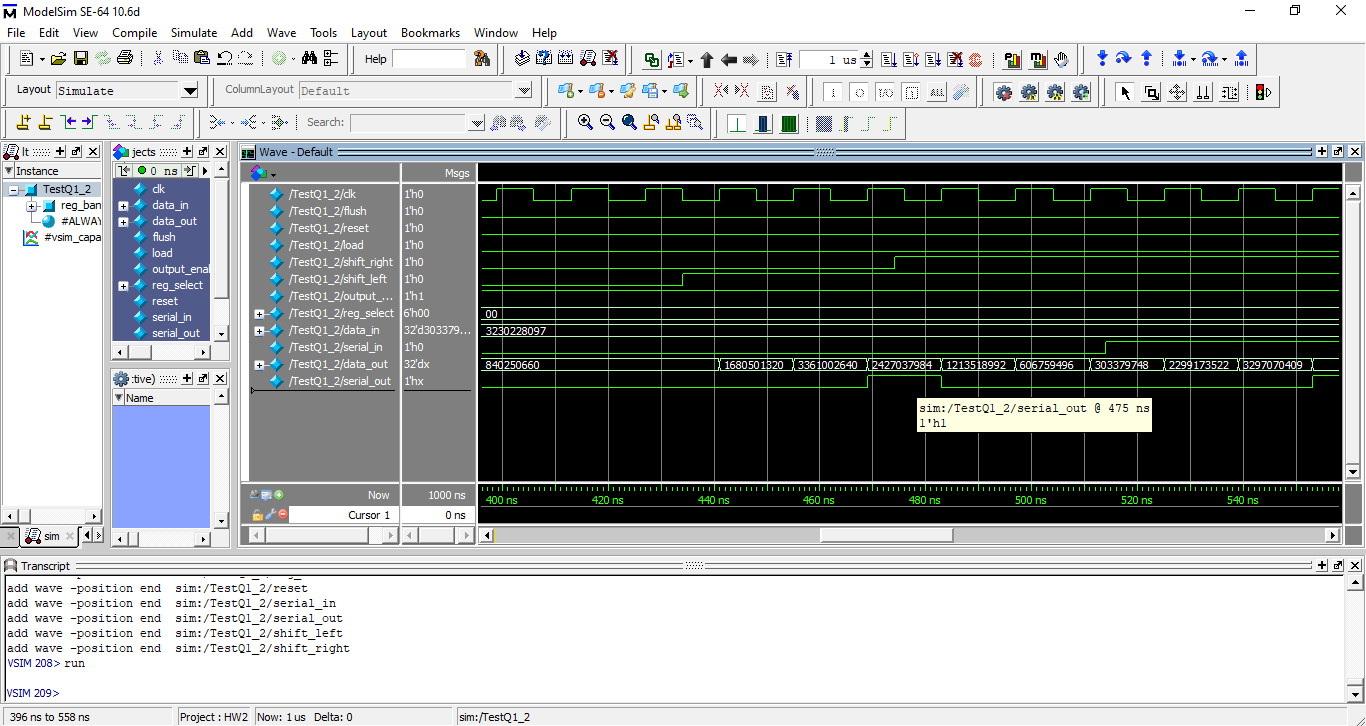 ModelSim SE-64 10.6d
File Edit View Compile Simulate Add Wave Tools Layout Bookmarks Window Help
Help
1 us
Layout Simulate
ColumnLayout Default
ALL
Search:
It
Instance
TestQ1_2
reg_ban
#ALWAY
#vsim_capa
sim
jects
0 ns
clk
data_in
data_out
flush
load
output_enal
reg_select
reset
serial_in
serial_out
:tive)
Name
Wave - Default
Msgs
/TestQ1_2/clk 1'h0
/TestQ1_2/flush 1'h0
/TestQ1_2/reset 1'h0
/TestQ1_2/load 1'h0
/TestQ1_2/shift_right 1'h0
/TestQ1_2/shift_left 1'h0
/TestQ1_2/output_... 1'h1
/TestQ1_2/reg_select 6'h00 00
/TestQ1_2/data_in 32'd303379... 3230228097
/TestQ1_2/serial_in 1'h0
/TestQ1_2/data_out 32'dx 840250660 1680501320 3361002640 2427037984 1213518992 606759496 303379748 2299173522 3297070409
/TestQ1_2/serial_out 1'hx
sim:/TestQ1_2/serial_out @ 475 ns
1'h1
Now 1000 ns 400 ns 420 ns 440 ns 460 ns 480 ns 500 ns 520 ns 540 ns
Cursor 1 0 ns
Transcript
add wave -position end sim:/TestQ1_2/reset
add wave -position end sim:/TestQ1_2/serial_in
add wave -position end sim:/TestQ1_2/serial_out
add wave -position end sim:/TestQ1_2/shift_left
add wave -position end sim:/TestQ1_2/shift_right
VSIM 208> run
VSIM 209>
396 ns to 558 ns Project : HW2 Now: 1 us Delta: 0 sim:/TestQ1_2